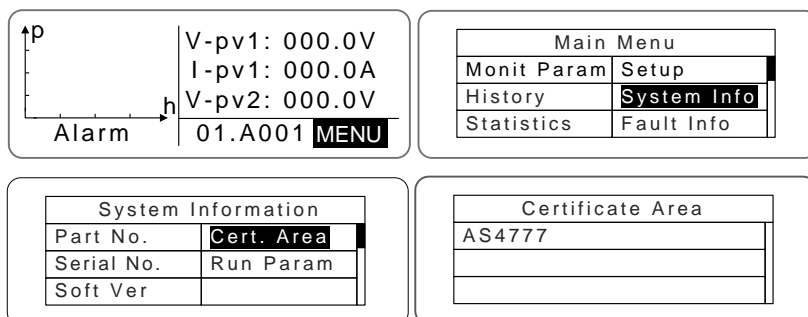 p
V-pv1: 000.0V
I-pv1: 000.0A
V-pv2: 000.0V
h
Alarm 01.A001 MENU
Main Menu
Monit Param Setup
History System Info
Statistics Fault Info
System Information
Part No. Cert. Area
Serial No. Run Param
Soft Ver
Certificate Area
AS4777